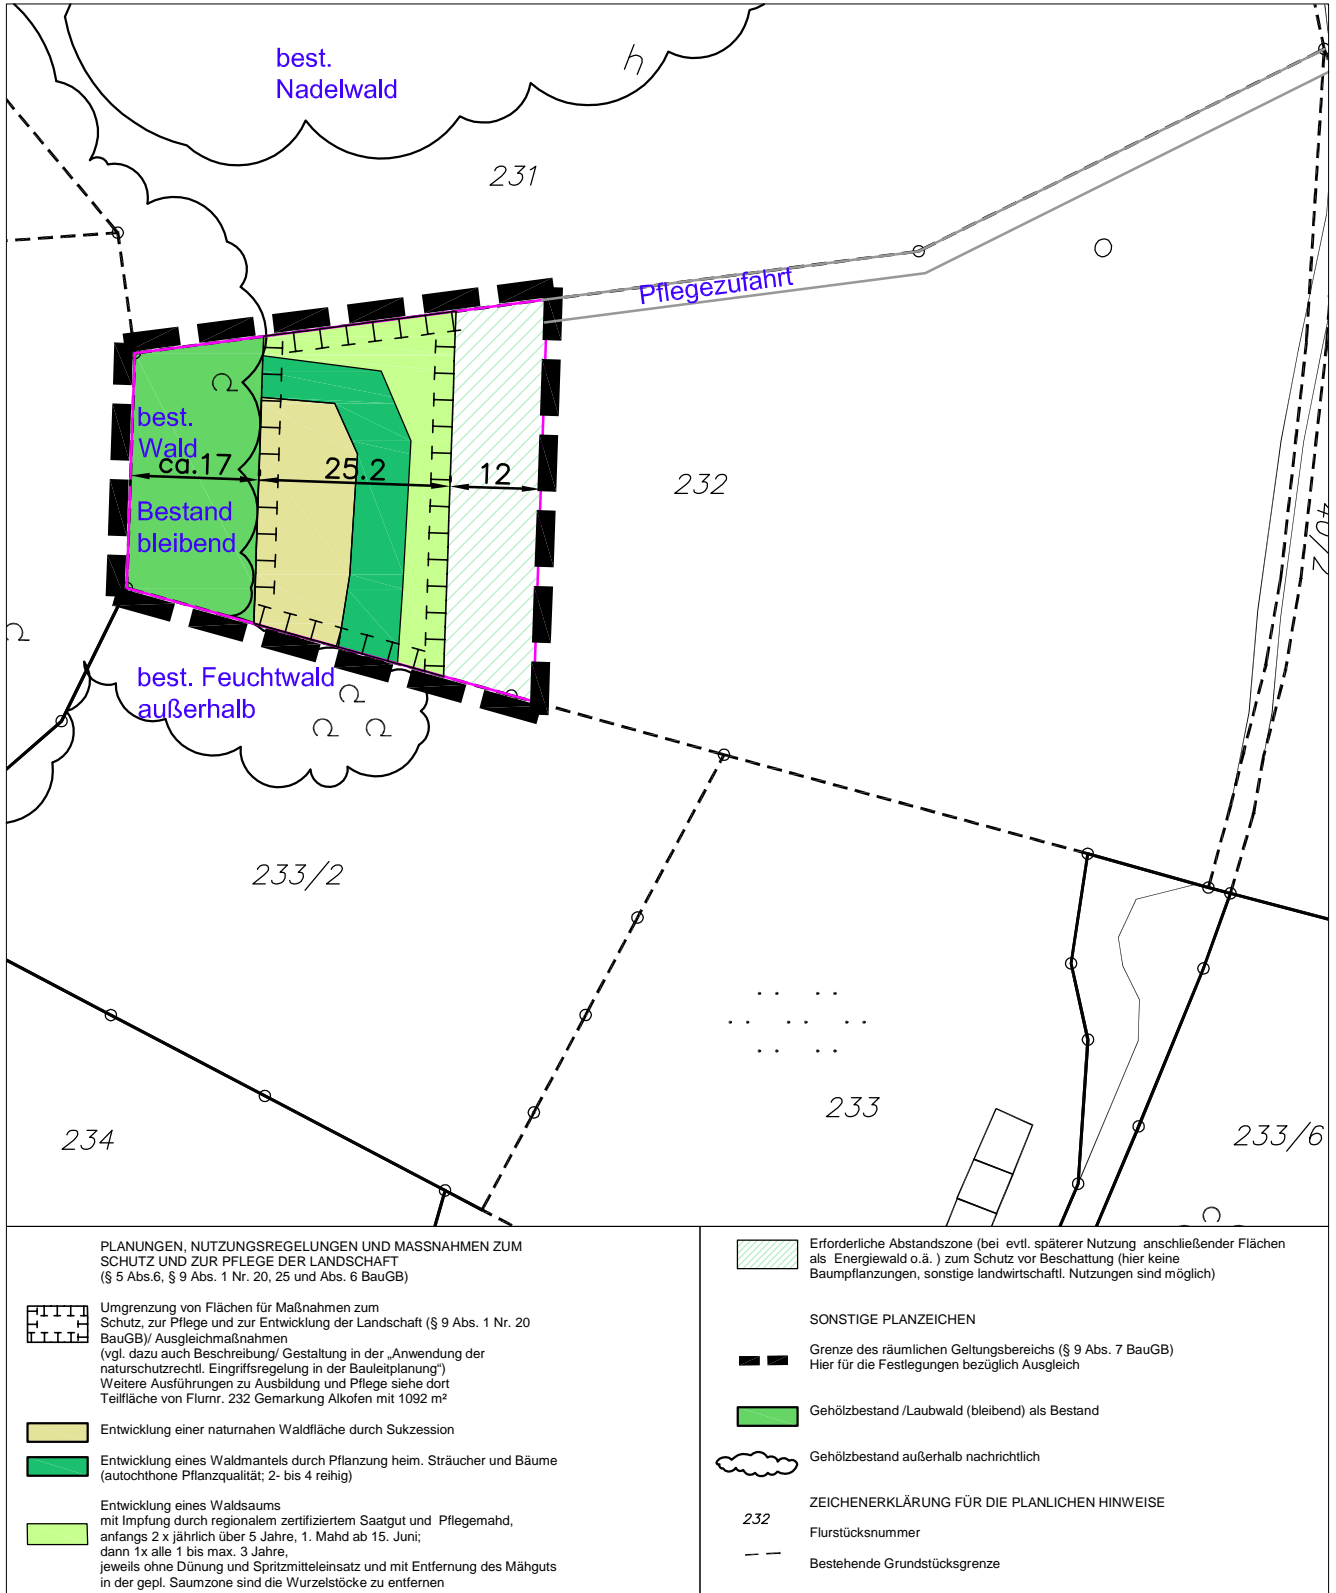 best.
Nadelwald
h
231
Pflegezufahrt
best.
Wald
ca.17
25.2
12
232
Bestand
bleibend
best. Feuchtwald
außerhalb
233/2
233
234
233/6
PLANUNGEN, NUTZUNGSREGELUNGEN UND MASSNAHMEN ZUM
SCHUTZ UND ZUR PFLEGE DER LANDSCHAFT
(§ 5 Abs.6, § 9 Abs. 1 Nr. 20, 25 und Abs. 6 BauGB)
Umgrenzung von Flächen für Maßnahmen zum
Schutz, zur Pflege und zur Entwicklung der Landschaft (§ 9 Abs. 1 Nr. 20
BauGB)/ Ausgleichmaßnahmen
(vgl. dazu auch Beschreibung/ Gestaltung in der „Anwendung der
naturschutzrechtl. Eingriffsregelung in der Bauleitplanung“)
Weitere Ausführungen zu Ausbildung und Pflege siehe dort
Teilfläche von Flurnr. 232 Gemarkung Alkofen mit 1092 m²
Entwicklung einer naturnahen Waldfläche durch Sukzession
Entwicklung eines Waldmantels durch Pflanzung heim. Sträucher und Bäume
(autochthone Pflanzqualität; 2- bis 4 reihig)
Entwicklung eines Waldsaums
mit Impfung durch regionalem zertifiziertem Saatgut und Pflegemahd,
anfangs 2 x jährlich über 5 Jahre, 1. Mahd ab 15. Juni;
dann 1x alle 1 bis max. 3 Jahre,
jeweils ohne Düngung und Spritzmitteleinsatz und mit Entfernung des Mähguts
in der gepl. Saumzone sind die Wurzelstöcke zu entfernen
Erforderliche Abstandszone (bei evtl. späterer Nutzung anschließender Flächen
als Energiewald o.ä. ) zum Schutz vor Beschattung (hier keine
Baumpflanzungen, sonstige landwirtschaftl. Nutzungen sind möglich)
SONSTIGE PLANZEICHEN
Grenze des räumlichen Geltungsbereichs (§ 9 Abs. 7 BauGB)
Hier für die Festlegungen bezüglich Ausgleich
Gehölzbestand /Laubwald (bleibend) als Bestand
Gehölzbestand außerhalb nachrichtlich
ZEICHENERKLÄRUNG FÜR DIE PLANLICHEN HINWEISE
232
Flurstücksnummer
Bestehende Grundstücksgrenze